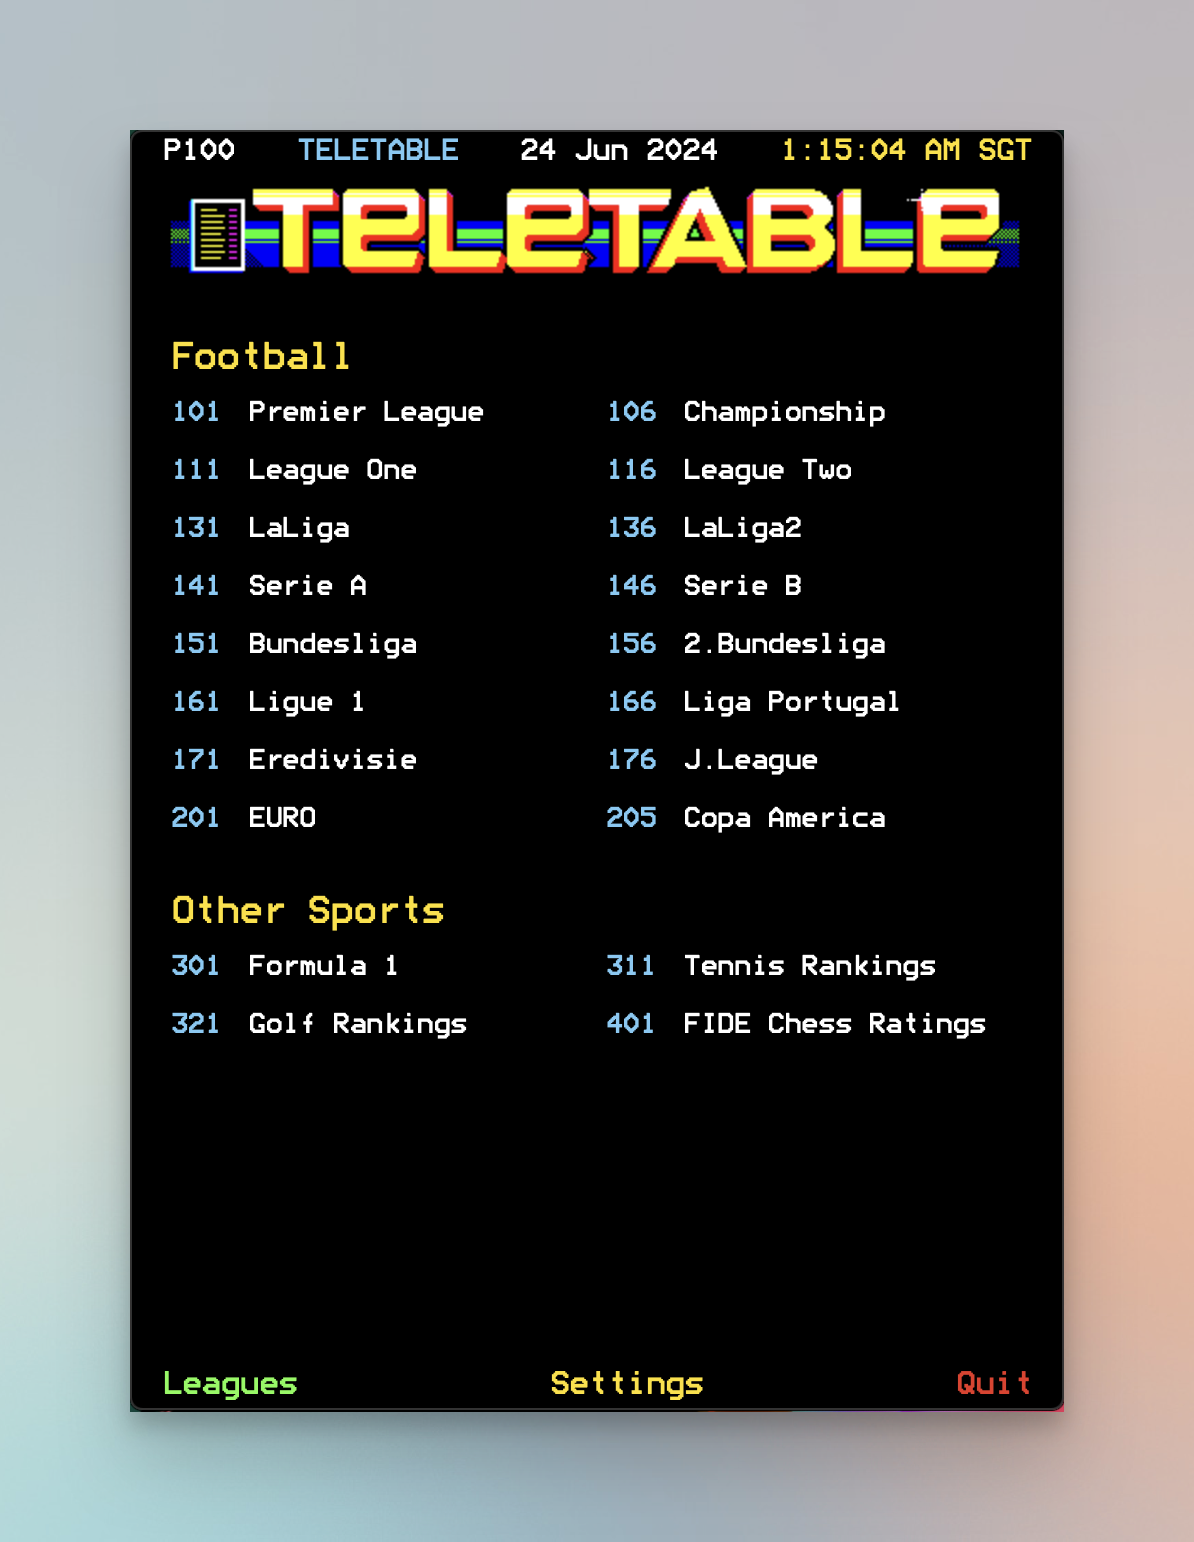 P100 TELETABLE 24 Jun 2024 1:15:04 AM SGT
TELETABLE
Football
101 Premier League 106 Championship
111 League One 116 League Two
131 LaLiga 136 LaLiga2
141 Serie A 146 Serie B
151 Bundesliga 156 2.Bundesliga
161 Ligue 1 166 Liga Portugal
171 Eredivisie 176 J.League
201 EURO 205 Copa America
Other Sports
301 Formula 1 311 Tennis Rankings
321 Golf Rankings 401 FIDE Chess Ratings
Leagues Settings Quit